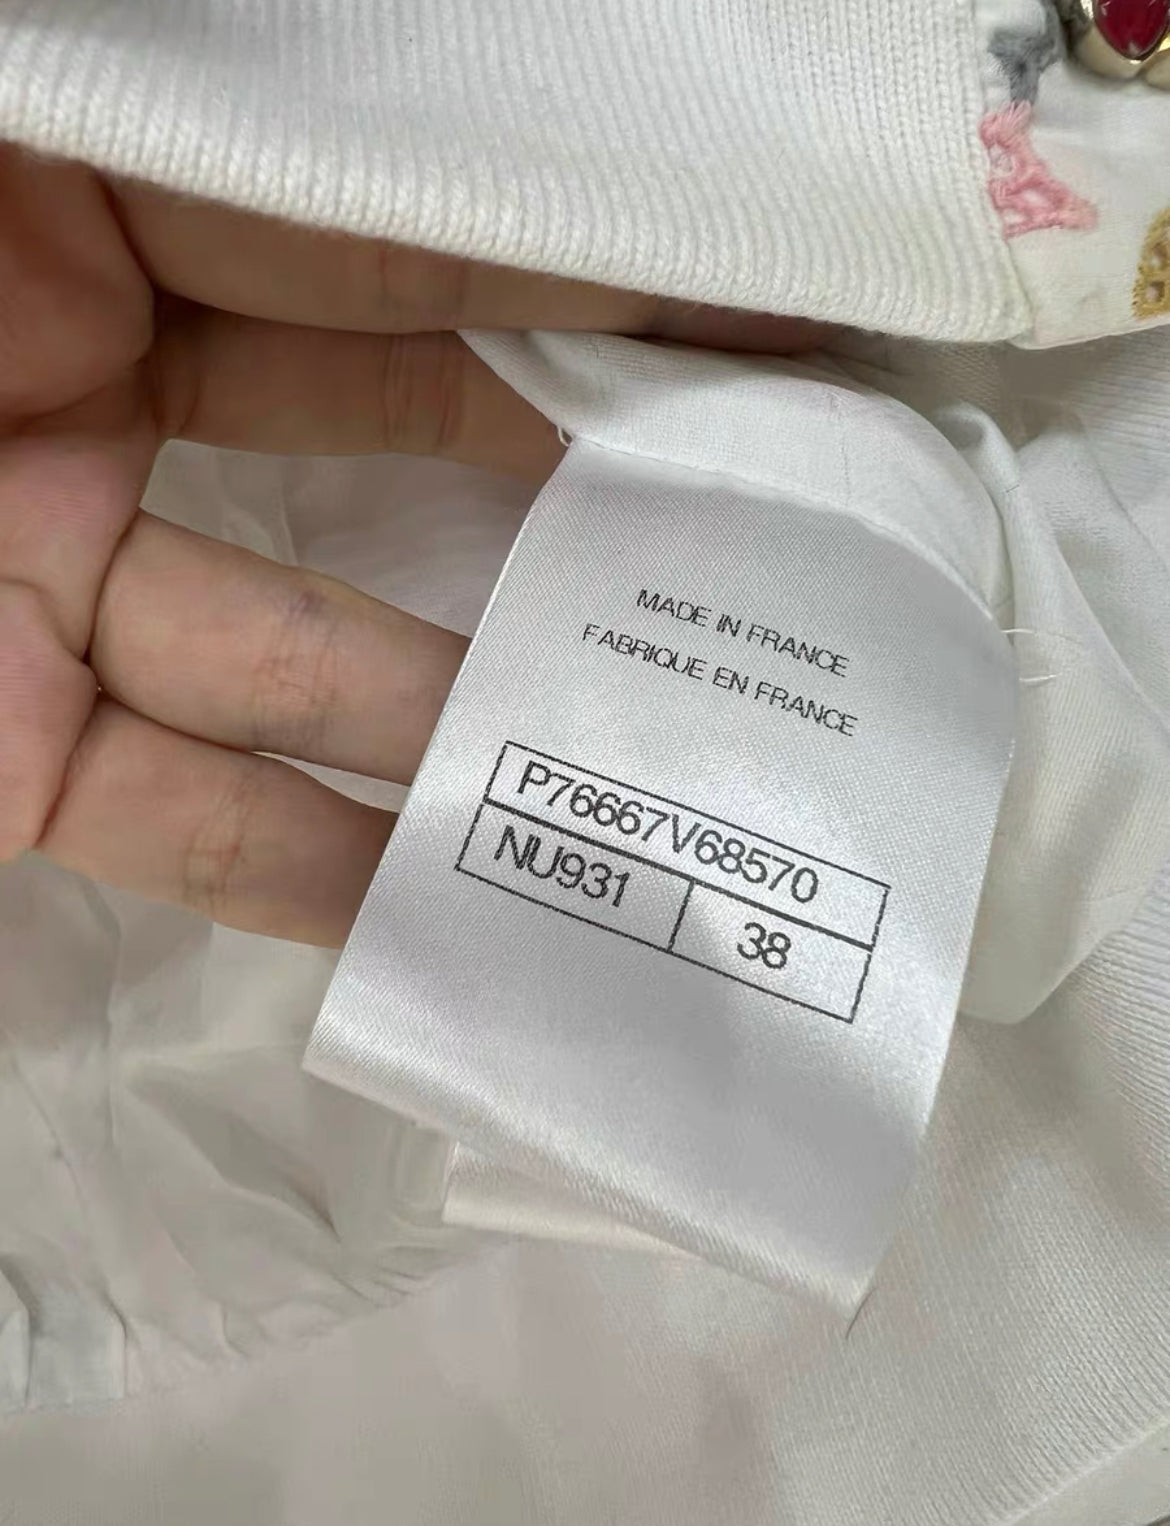 MADE IN FRANCE
FABRIQUE EN FRANCE
P76667V68570
NU931 38